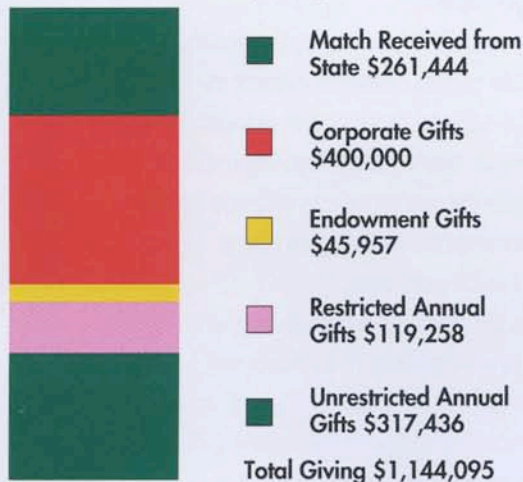 Match Received from
State $261,444
Corporate Gifts
$400,000
Endowment Gifts
$45,957
Restricted Annual
Gifts $119,258
Unrestricted Annual
Gifts $317,436
Total Giving $1,144,095